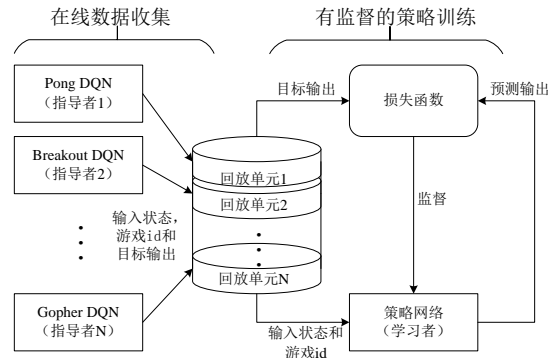 在线数据收集
有监督的策略训练
Pong DQN
（指导者1）
Breakout DQN
（指导者2）
输入状态，
游戏id和
目标输出
Gopher DQN
（指导者N）
回放单元1
回放单元2
回放单元N
目标输出
损失函数
预测输出
监督
输入状态和
游戏id
策略网络
（学习者）